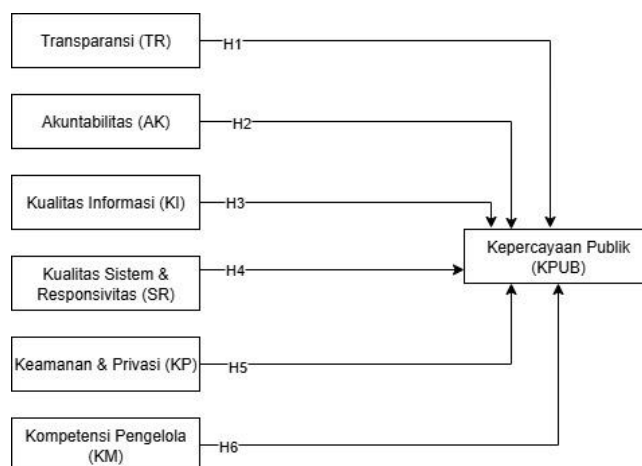 Transparansi (TR)
H1
Akuntabilitas (AK)
H2
Kualitas Informasi (KI)
H3
Kepercayaan Publik
(KPUB)
Kualitas Sistem &
Responsivitas (SR)
H4
Keamanan & Privasi (KP)
H5
Kompetensi Pengelola
(KM)
H6